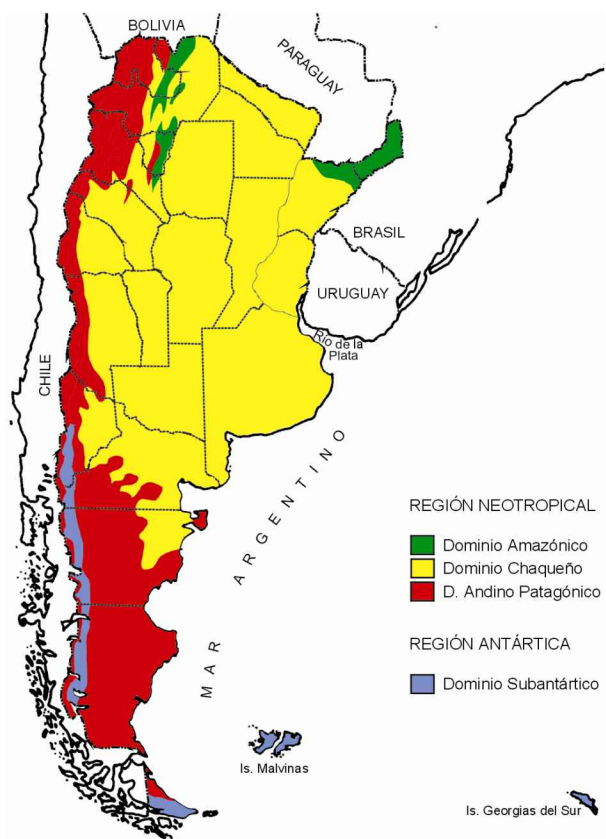 BOLIVIA
PARAGUAY
BRASIL
URUGUAY
Río de la
Plata
CHILE
MAR ARGENTINO
REGIÓN NEOTROPICAL
Dominio Amazónico
Dominio Chaqueño
D. Andino Patagónico
REGIÓN ANTÁRTICA
Dominio Subantártico
Is. Malvinas
Is. Georgias del Sur